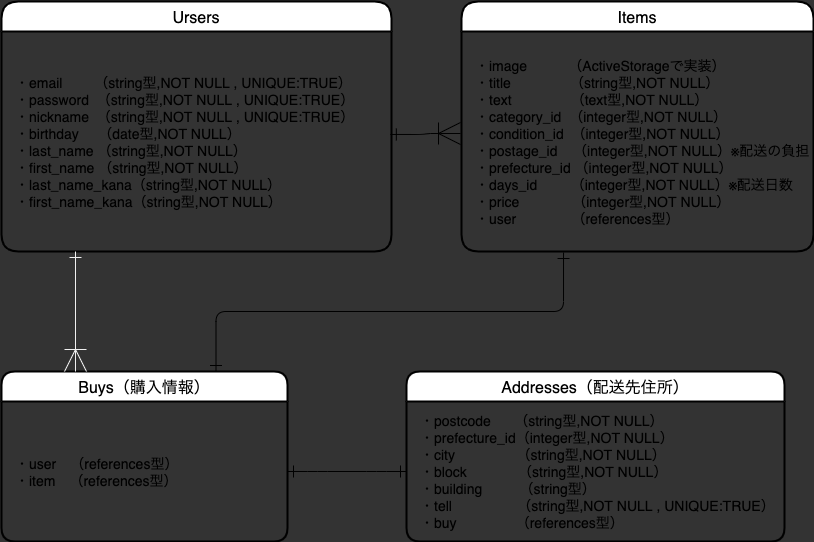 Ursers
・email （string型,NOT NULL , UNIQUE:TRUE）
・password （string型,NOT NULL , UNIQUE:TRUE）
・nickname （string型,NOT NULL , UNIQUE:TRUE）
・birthday （date型,NOT NULL）
・last_name （string型,NOT NULL）
・first_name （string型,NOT NULL）
・last_name_kana（string型,NOT NULL）
・first_name_kana（string型,NOT NULL）
Items
・image （ActiveStorageで実装）
・title （string型,NOT NULL）
・text （text型,NOT NULL）
・category_id （integer型,NOT NULL）
・condition_id （integer型,NOT NULL）
・postage_id （integer型,NOT NULL）※配送の負担
・prefecture_id （integer型,NOT NULL）
・days_id （integer型,NOT NULL）※配送日数
・price （integer型,NOT NULL）
・user （references型）
Buys（購入情報）
・user （references型）
・item （references型）
Addresses（配送先住所）
・postcode （string型,NOT NULL）
・prefecture_id（integer型,NOT NULL）
・city （string型,NOT NULL）
・block （string型,NOT NULL）
・building （string型）
・tell （string型,NOT NULL , UNIQUE:TRUE）
・buy （references型）